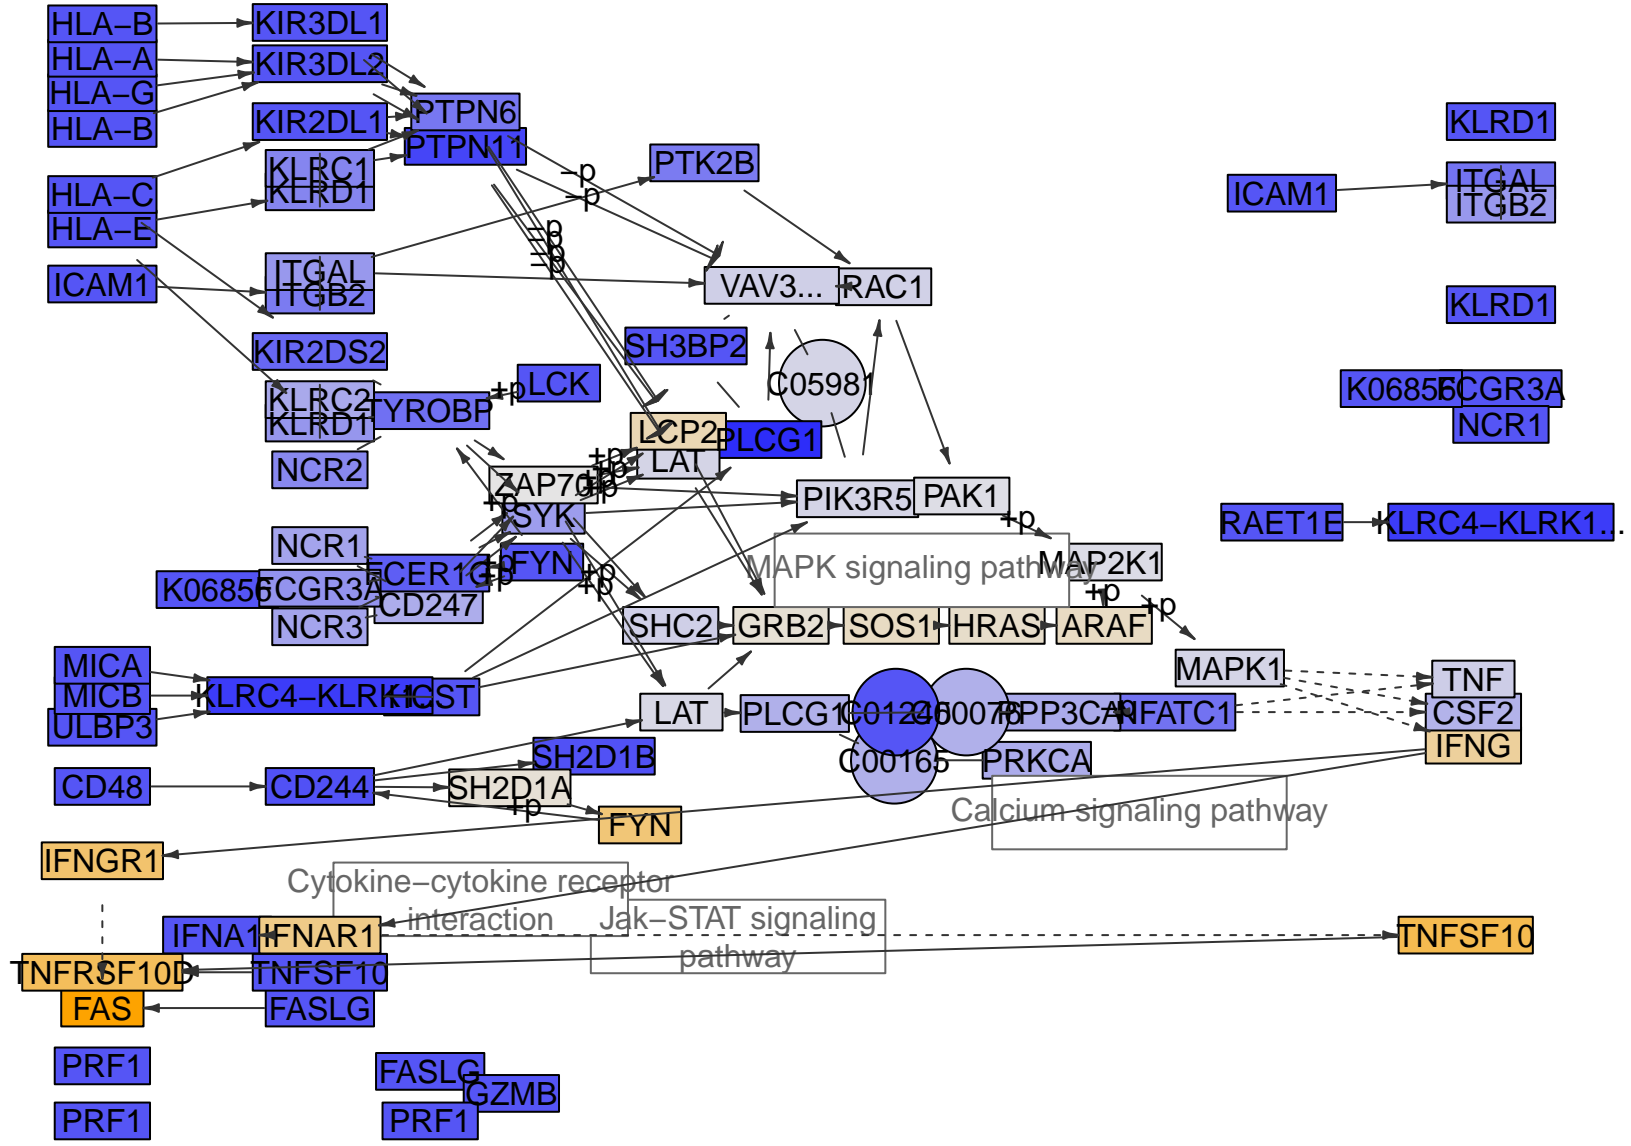 HLA−B
KIR3DL1
HLA−A
KIR3DL2
HLA−G
HLA−B
PTPN6
KIR2DL1
PTPN11
KLRC1
KLRD1
PTK2B
−p
−p
HLA−C
HLA−E
ICAM1
ITGAL
ITGB2
−p
−p
−p
−p
VAV3...
RAC1
KLRD1
ICAM1
ITGAL
ITGB2
KLRD1
KIR2DS2
SH3BP2
C05981
KLRC2
KLRD1
TYROBP
+p
LCK
LCP2
PLCG1
LAT
K06856
FCGR3A
NCR1
NCR2
ZAP70
+p
+p
+p
+p
+p
SYK
PIK3R5
PAK1
+p
RAET1E
KLRC4−KLRK1...
NCR1
FCER1G
+p
+p
FYN
+p
+p
MAPK signaling pathway
MAP2K1
K06856
FCGR3A
CD247
+p
+p
NCR3
SHC2
GRB2
SOS1
HRAS
ARAF
MICA
MICB
ULBP3
KLRC4−KLRK1
HCST
MAPK1
TNF
CSF2
IFNG
LAT
PLCG1
C01245
C00076
PPP3CA
−p
NFATC1
C00165
PRKCA
SH2D1B
CD48
CD244
SH2D1A
+p
FYN
Calcium signaling pathway
IFNGR1
Cytokine−cytokine receptor
interaction
Jak−STAT signaling
pathway
IFNA1
IFNAR1
TNFSF10
TNFRSF10D
TNFSF10
FAS
FASLG
PRF1
FASLG
GZMB
PRF1
PRF1